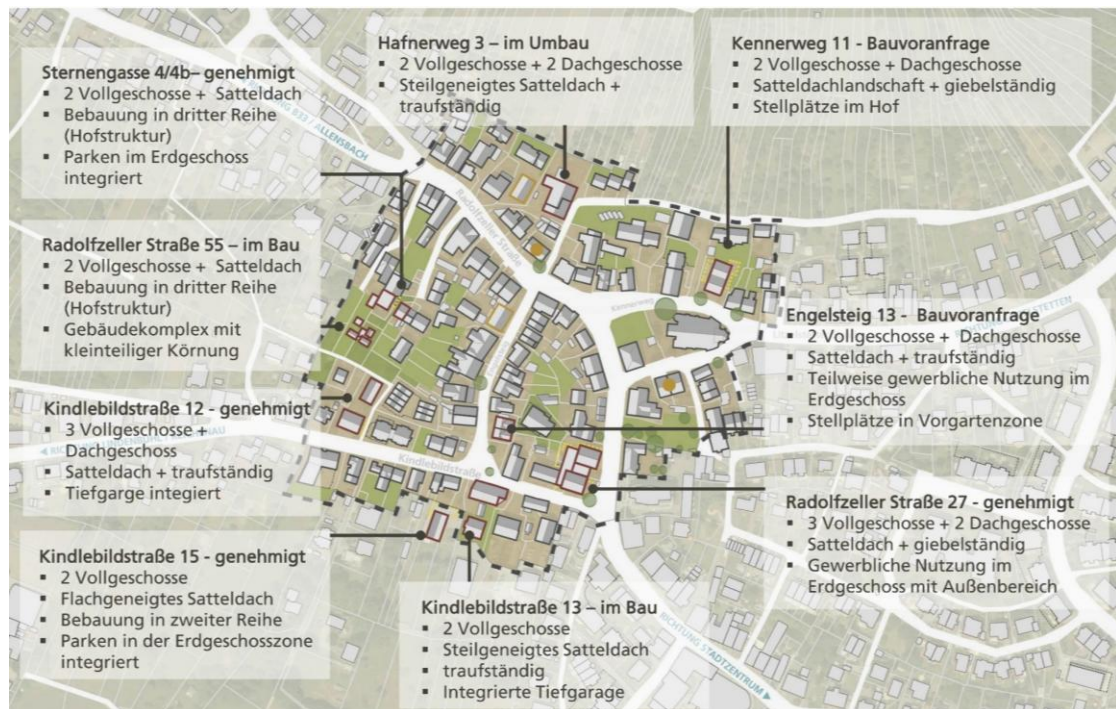 Sternengasse 4/4b– genehmigt
▪ 2 Vollgeschosse + Satteldach
▪ Bebauung in dritter Reihe
(Hofstruktur)
▪ Parken im Erdgeschoss
integriert
Hafnerweg 3 – im Umbau
▪ 2 Vollgeschosse + 2 Dachgeschosse
▪ Steilgeneigtes Satteldach +
traufständig
Kennerweg 11 - Bauvoranfrage
▪ 2 Vollgeschosse + Dachgeschosse
▪ Satteldachlandschaft + giebelständig
▪ Stellplätze im Hof
Radolfzeller Straße 55 – im Bau
▪ 2 Vollgeschosse + Satteldach
▪ Bebauung in dritter Reihe
(Hofstruktur)
▪ Gebäudekomplex mit
kleinteiliger Körnung
Engelsteig 13 - Bauvoranfrage
▪ 2 Vollgeschosse + Dachgeschosse
▪ Satteldach + traufständig
▪ Teilweise gewerbliche Nutzung im
Erdgeschoss
▪ Stellplätze in Vorgartenzone
Kindlebildstraße 12 - genehmigt
▪ 3 Vollgeschosse +
Dachgeschoss
▪ Satteldach + traufständig
▪ Tiefgarge integriert
Radolfzeller Straße 27 - genehmigt
▪ 3 Vollgeschosse + 2 Dachgeschosse
▪ Satteldach + giebelständig
▪ Gewerbliche Nutzung im
Erdgeschoss mit Außenbereich
Kindlebildstraße 15 - genehmigt
▪ 2 Vollgeschosse
▪ Flachgeneigtes Satteldach
▪ Bebauung in zweiter Reihe
▪ Parken in der Erdgeschosszone
integriert
Kindlebildstraße 13 – im Bau
▪ 2 Vollgeschosse
▪ Steilgeneigtes Satteldach
▪ traufständig
▪ Integrierte Tiefgarage
ALLENSBACH
Radolfzeller Straße
Kennerweg
Kindlebildstraße
RICHTUNG STADTZENTRUM